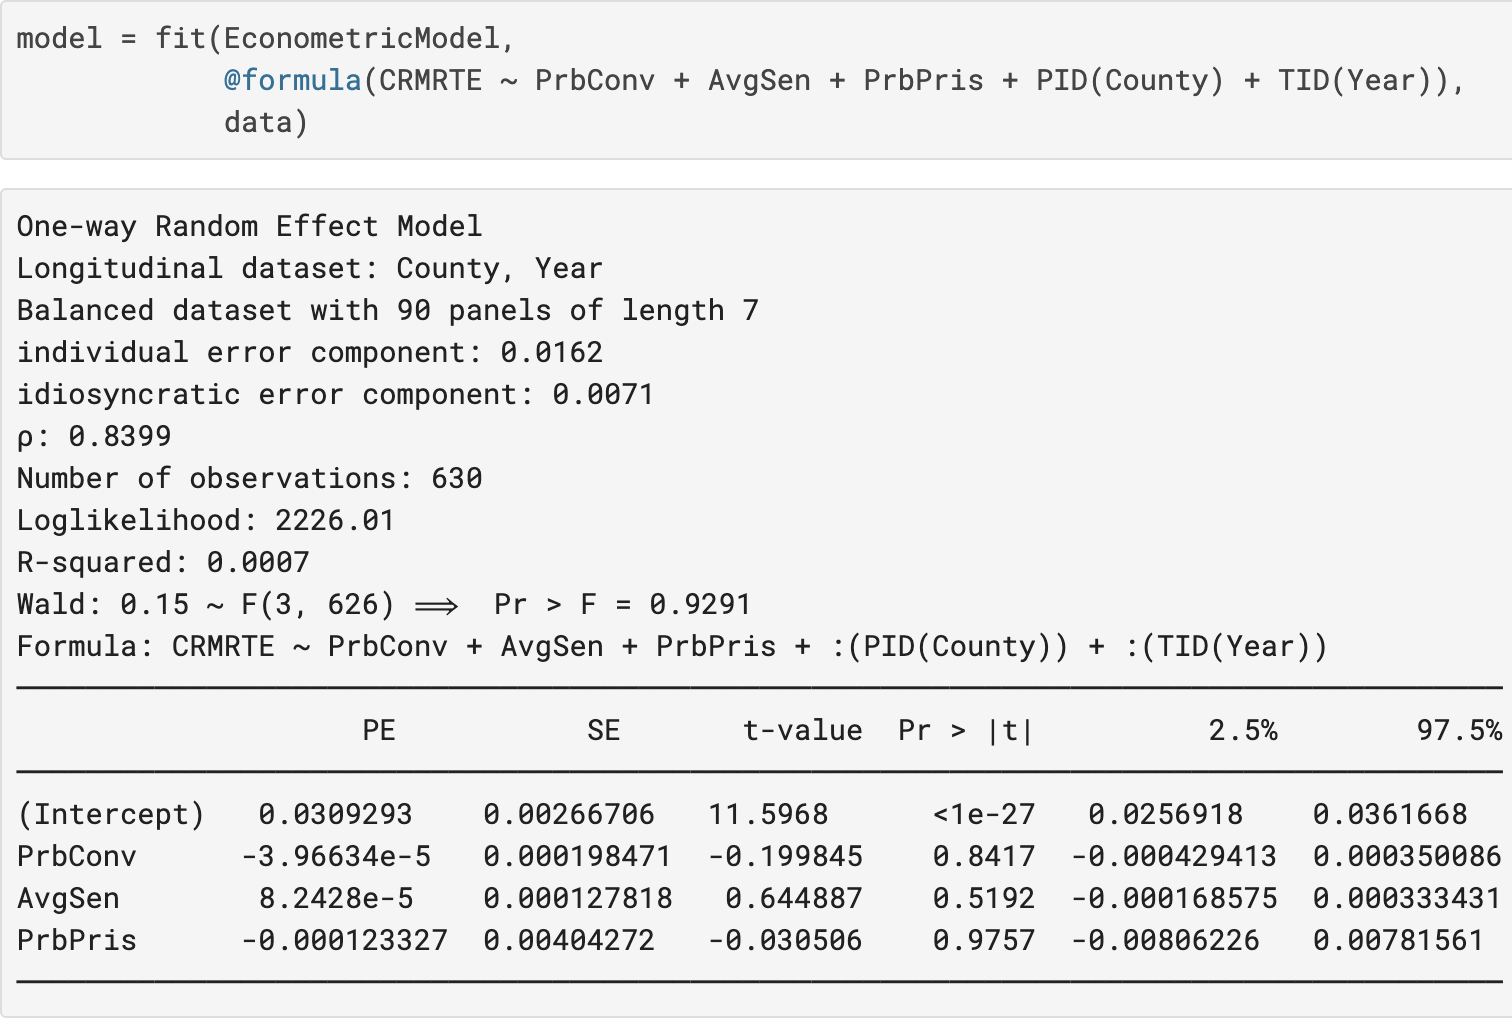 model = fit(EconometricModel,
            @formula(CRMRTE ~ PrbConv + AvgSen + PrbPris + PID(County) + TID(Year)),
            data)
One-way Random Effect Model
Longitudinal dataset: County, Year
Balanced dataset with 90 panels of length 7
individual error component: 0.0162
idiosyncratic error component: 0.0071
ρ: 0.8399
Number of observations: 630
Loglikelihood: 2226.01
R-squared: 0.0007
Wald: 0.15 ~ F(3, 626) ⟹  Pr > F = 0.9291
Formula: CRMRTE ~ PrbConv + AvgSen + PrbPris + :(PID(County)) + :(TID(Year))
                    PE           SE       t-value  Pr > |t|          2.5%        97.5%
(Intercept)   0.0309293    0.00266706   11.5968      <1e-27   0.0256918    0.0361668
PrbConv      -3.96634e-5   0.000198471  -0.199845    0.8417  -0.000429413  0.000350086
AvgSen        8.2428e-5    0.000127818   0.644887    0.5192  -0.000168575  0.000333431
PrbPris      -0.000123327  0.00404272   -0.030506    0.9757  -0.00806226   0.00781561